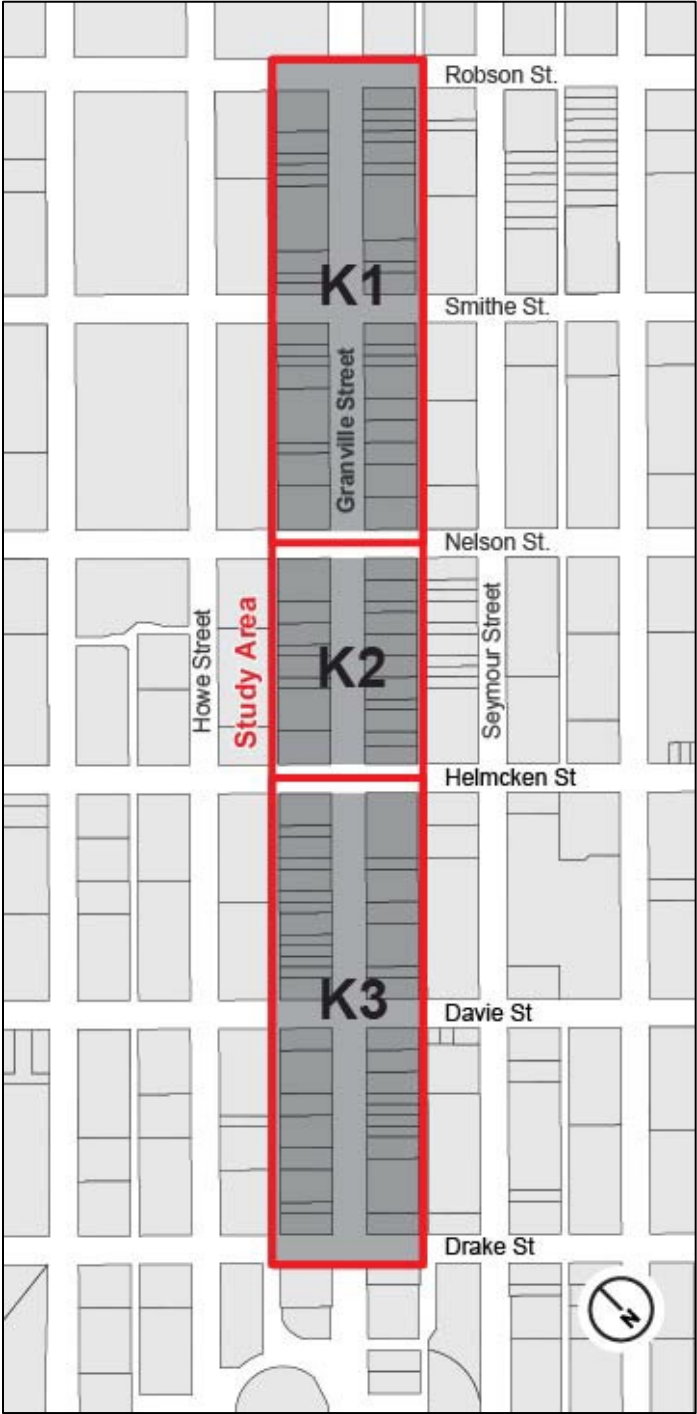 Robson St.
K1
Smithe St.
Granville Street
Nelson St.
Howe Street
Study Area
K2
Seymour Street
Helmcken St
K3
Davie St
Drake St
N